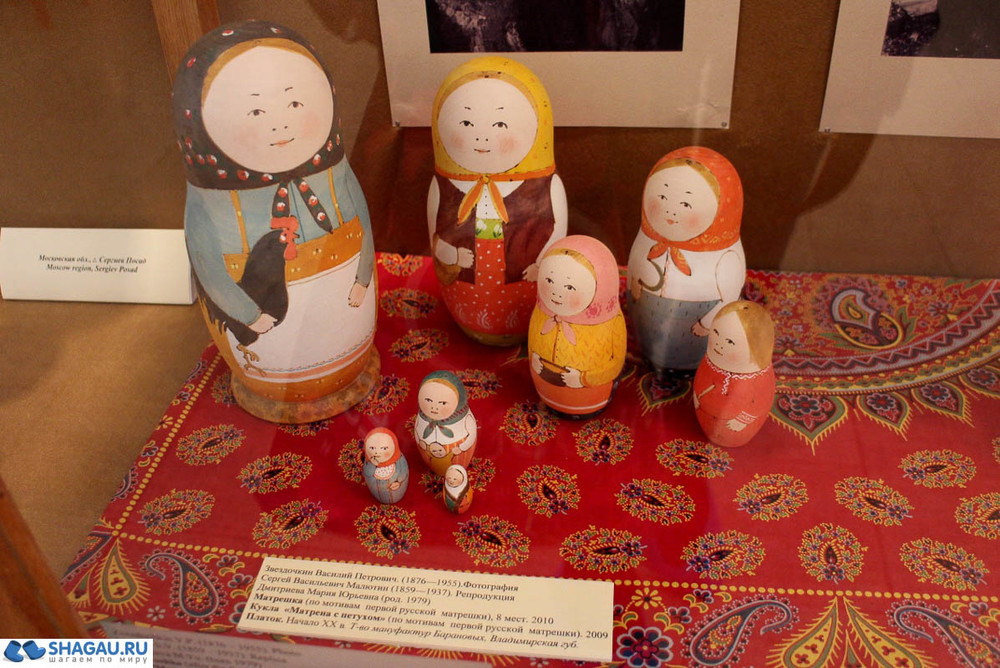 Московская обл., г. Сергиев Посад
Moscow region, Sergiev Posad
Звездочкин Василий Петрович. (1876—1955).Фотография
Сергей Васильевич Малютин (1859—1937). Репродукция
Дмитриева Мария Юрьевна (род. 1979)
Матрешка (по мотивам первой русской матрешки), 8 мест. 2010
Кукла «Матрена с петухом» (по мотивам первой русской матрешки). 2009
Платок. Начало XX в. Т-во мануфактур Барановых, Владимирская губ.
SHAGAU.RU
шагаем по миру